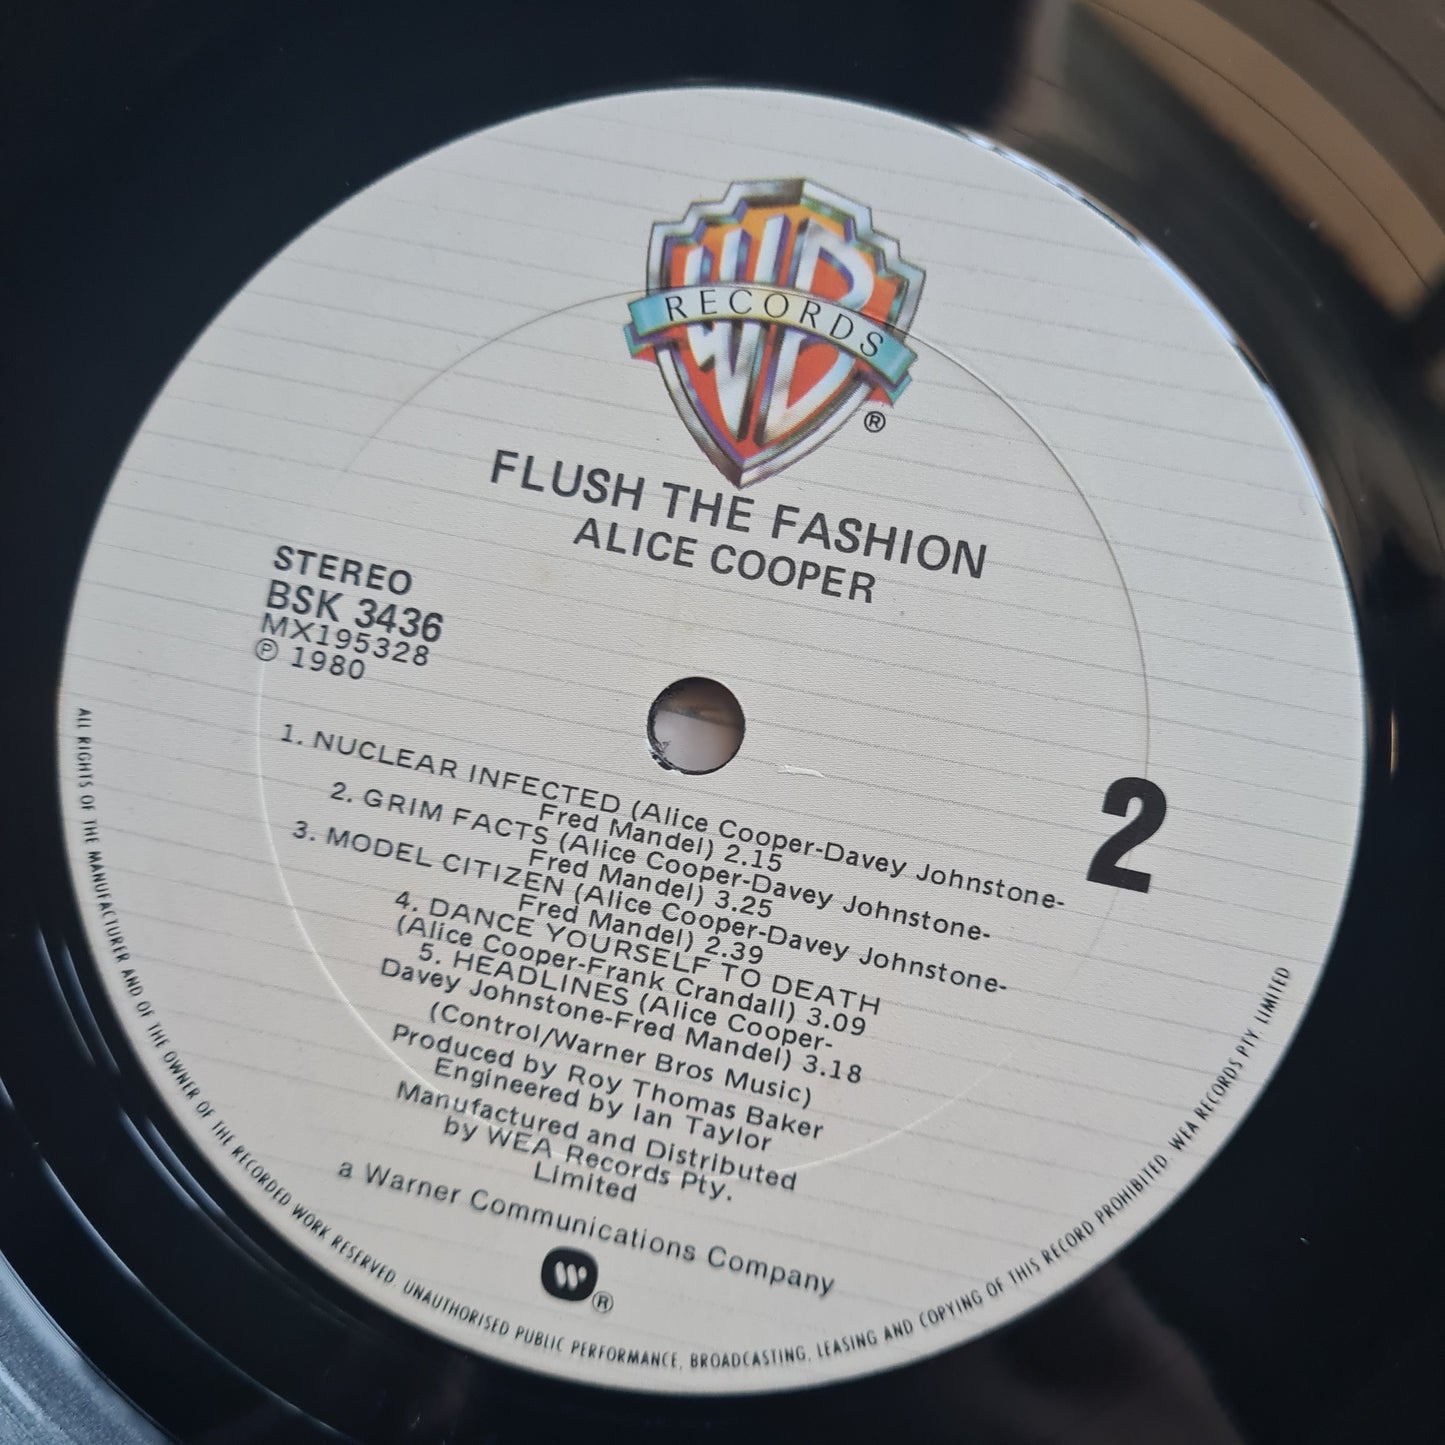 WB
RECORDS
®
FLUSH THE FASHION
ALICE COOPER
STEREO
BSK 3436
MX195328
℗ 1980
2
1. NUCLEAR INFECTED (Alice Cooper-Davey Johnstone-
Fred Mandel) 2.15
2. GRIM FACTS (Alice Cooper-Davey Johnstone-
Fred Mandel) 3.25
3. MODEL CITIZEN (Alice Cooper-Davey Johnstone-
Fred Mandel) 2.39
4. DANCE YOURSELF TO DEATH
(Alice Cooper-Frank Crandall) 3.09
5. HEADLINES (Alice Cooper-
Davey Johnstone-Fred Mandel) 3.18
(Control/Warner Bros Music)
Produced by Roy Thomas Baker
Engineered by Ian Taylor
Manufactured and Distributed
by WEA Records Pty.
Limited
a Warner Communications Company
W®
ALL RIGHTS OF THE MANUFACTURER AND OF THE OWNER OF THE RECORDED WORK RESERVED. UNAUTHORISED PUBLIC PERFORMANCE, BROADCASTING, LEASING AND COPYING OF THIS RECORD PROHIBITED. WEA RECORDS PTY. LIMITED